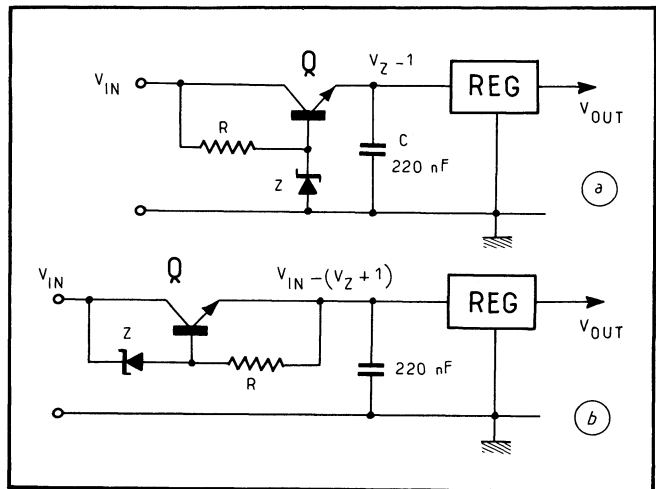 Q
V_Z -1
V_IN
REG
V_OUT
R
C
220 nF
Z
a
V_IN
Q
V_IN -(V_Z +1)
REG
V_OUT
Z
R
220 nF
b